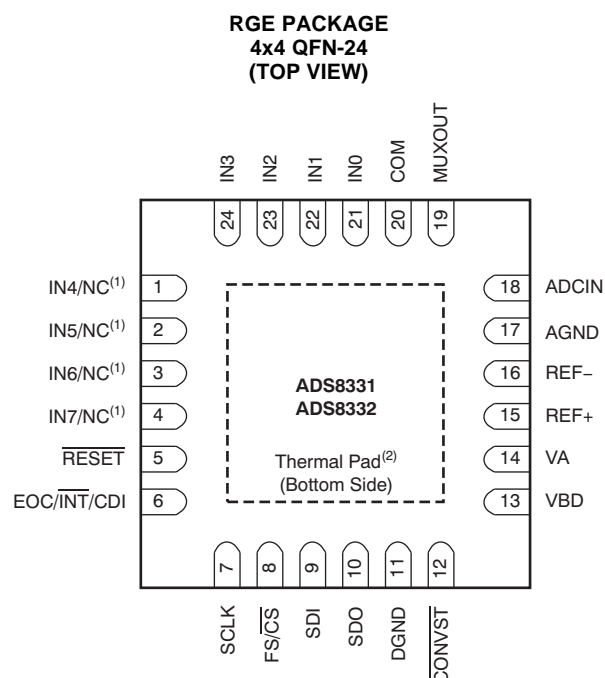 RGE PACKAGE
4x4 QFN-24
(TOP VIEW)
IN3
IN2
IN1
IN0
COM
MUXOUT
24
23
22
21
20
19
IN4/NC(1) 1
IN5/NC(1) 2
IN6/NC(1) 3
IN7/NC(1) 4
RESET 5
EOC/INT/CDI 6
18 ADCIN
17 AGND
16 REF−
15 REF+
14 VA
13 VBD
ADS8331
ADS8332
Thermal Pad(2)
(Bottom Side)
7
8
9
10
11
12
SCLK
FS/CS
SDI
SDO
DGND
CONVST